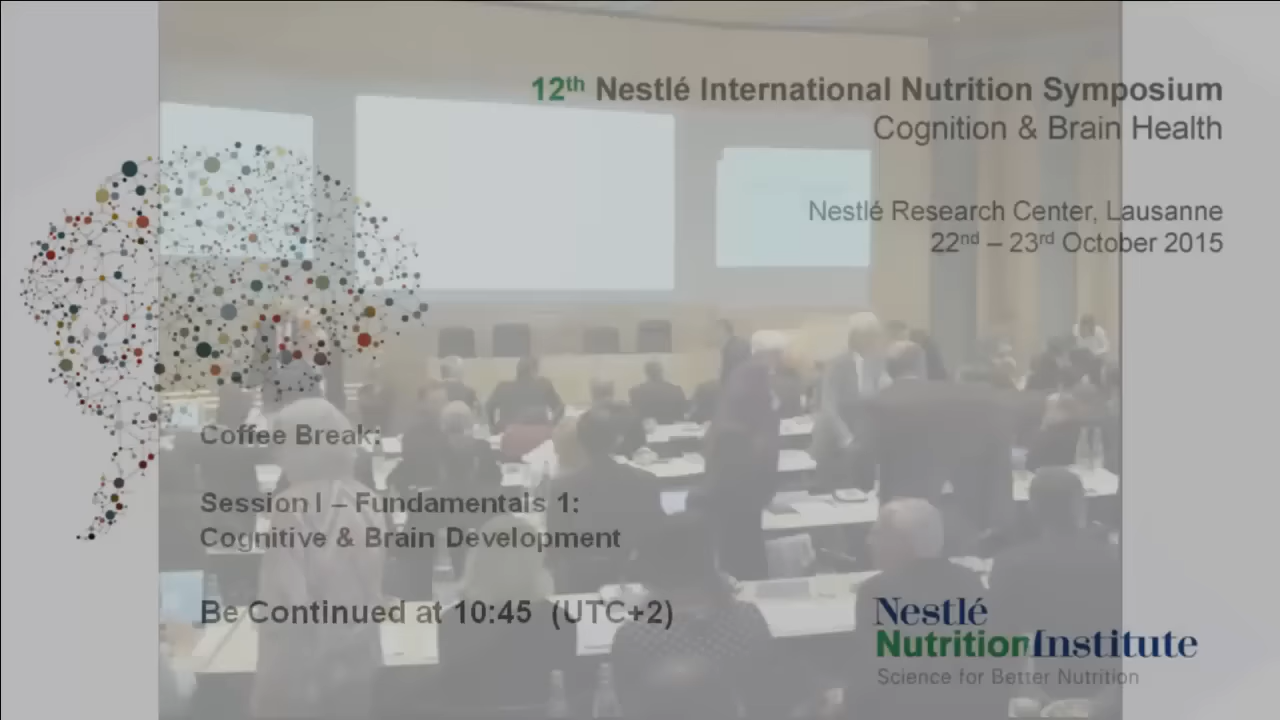 12th Nestlé International Nutrition Symposium
Cognition & Brain Health
Nestlé Research Center, Lausanne
22nd – 23rd October 2015
Coffee Break:
Session I – Fundamentals 1:
Cognitive & Brain Development
Be Continued at 10:45 (UTC+2)
Nestlé
NutritionInstitute
Science for Better Nutrition